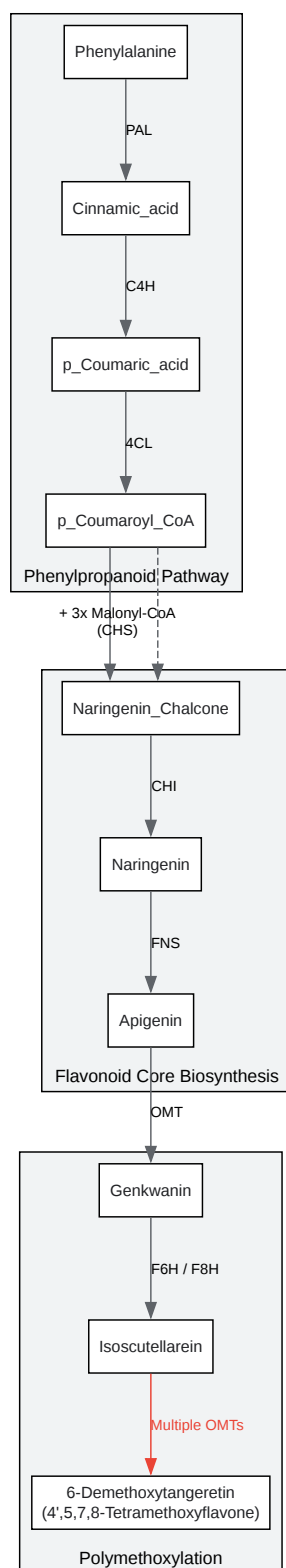 Phenylalanine
PAL
Cinnamic_acid
C4H
p_Coumaric_acid
4CL
p_Coumaroyl_CoA
Phenylpropanoid Pathway
+ 3x Malonyl-CoA
(CHS)
Naringenin_Chalcone
CHI
Naringenin
FNS
Apigenin
Flavonoid Core Biosynthesis
OMT
Genkwanin
F6H / F8H
Isoscutellarein
Multiple OMTs
6-Demethoxytangeretin
(4',5,7,8-Tetramethoxyflavone)
Polymethoxylation